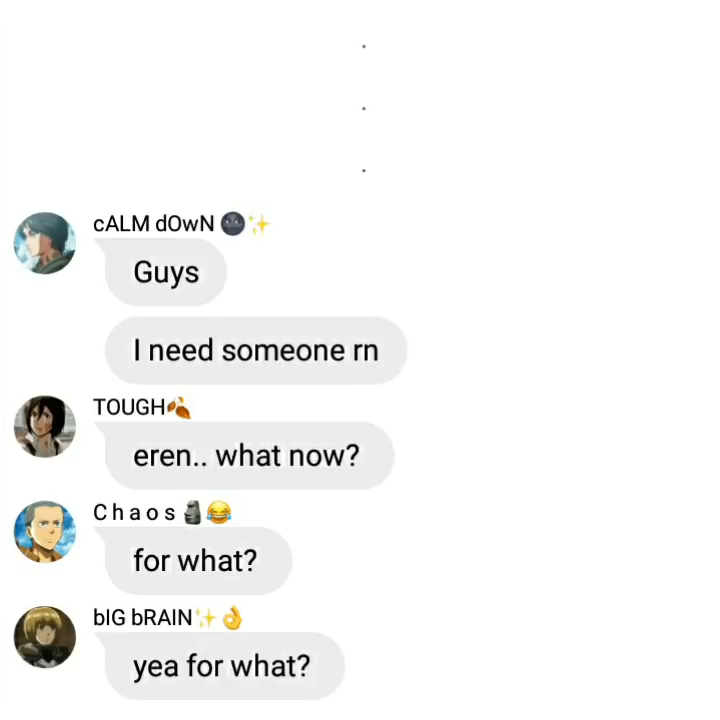 .
.
.
cALM dOwN 🌚✨
Guys
I need someone rn
TOUGH🍂
eren.. what now?
C h a o s 🗿😂
for what?
bIG bRAIN✨👌
yea for what?